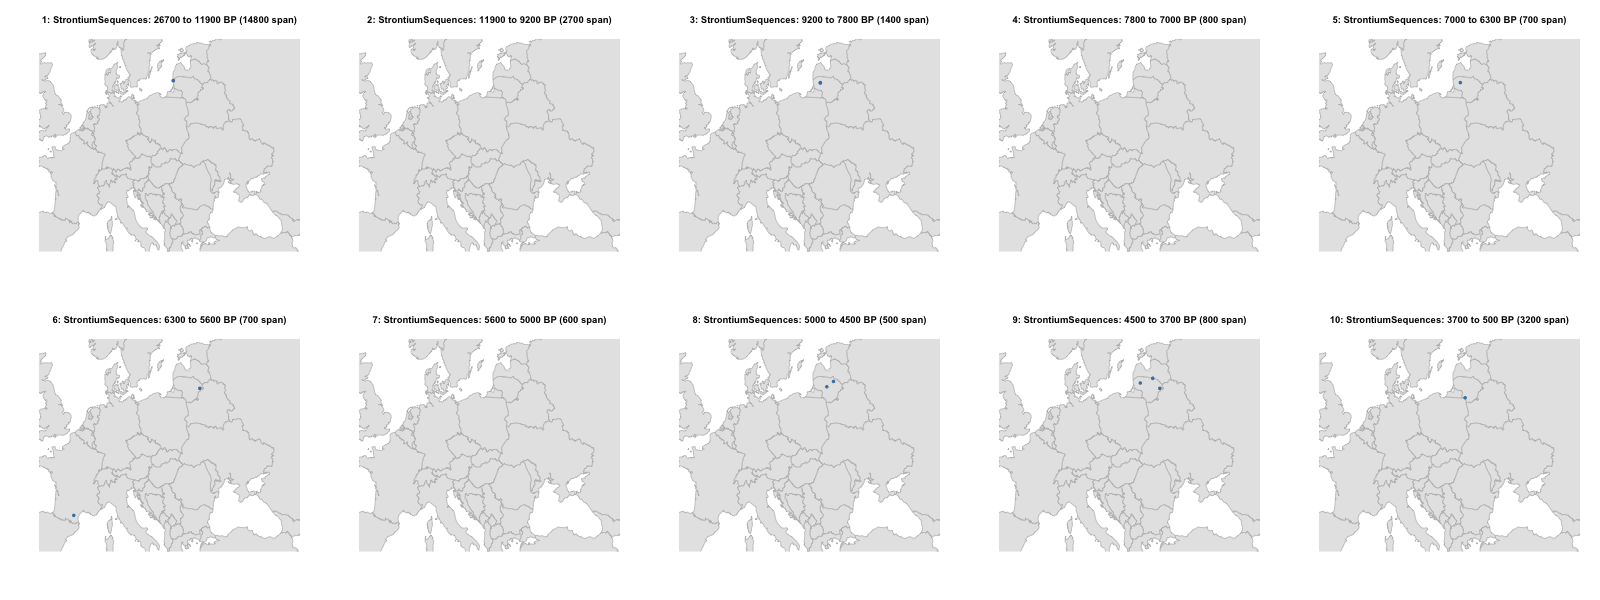 1: StrontiumSequences: 26700 to 11900 BP (14800 span)
2: StrontiumSequences: 11900 to 9200 BP (2700 span)
3: StrontiumSequences: 9200 to 7800 BP (1400 span)
4: StrontiumSequences: 7800 to 7000 BP (800 span)
5: StrontiumSequences: 7000 to 6300 BP (700 span)
6: StrontiumSequences: 6300 to 5600 BP (700 span)
7: StrontiumSequences: 5600 to 5000 BP (600 span)
8: StrontiumSequences: 5000 to 4500 BP (500 span)
9: StrontiumSequences: 4500 to 3700 BP (800 span)
10: StrontiumSequences: 3700 to 500 BP (3200 span)